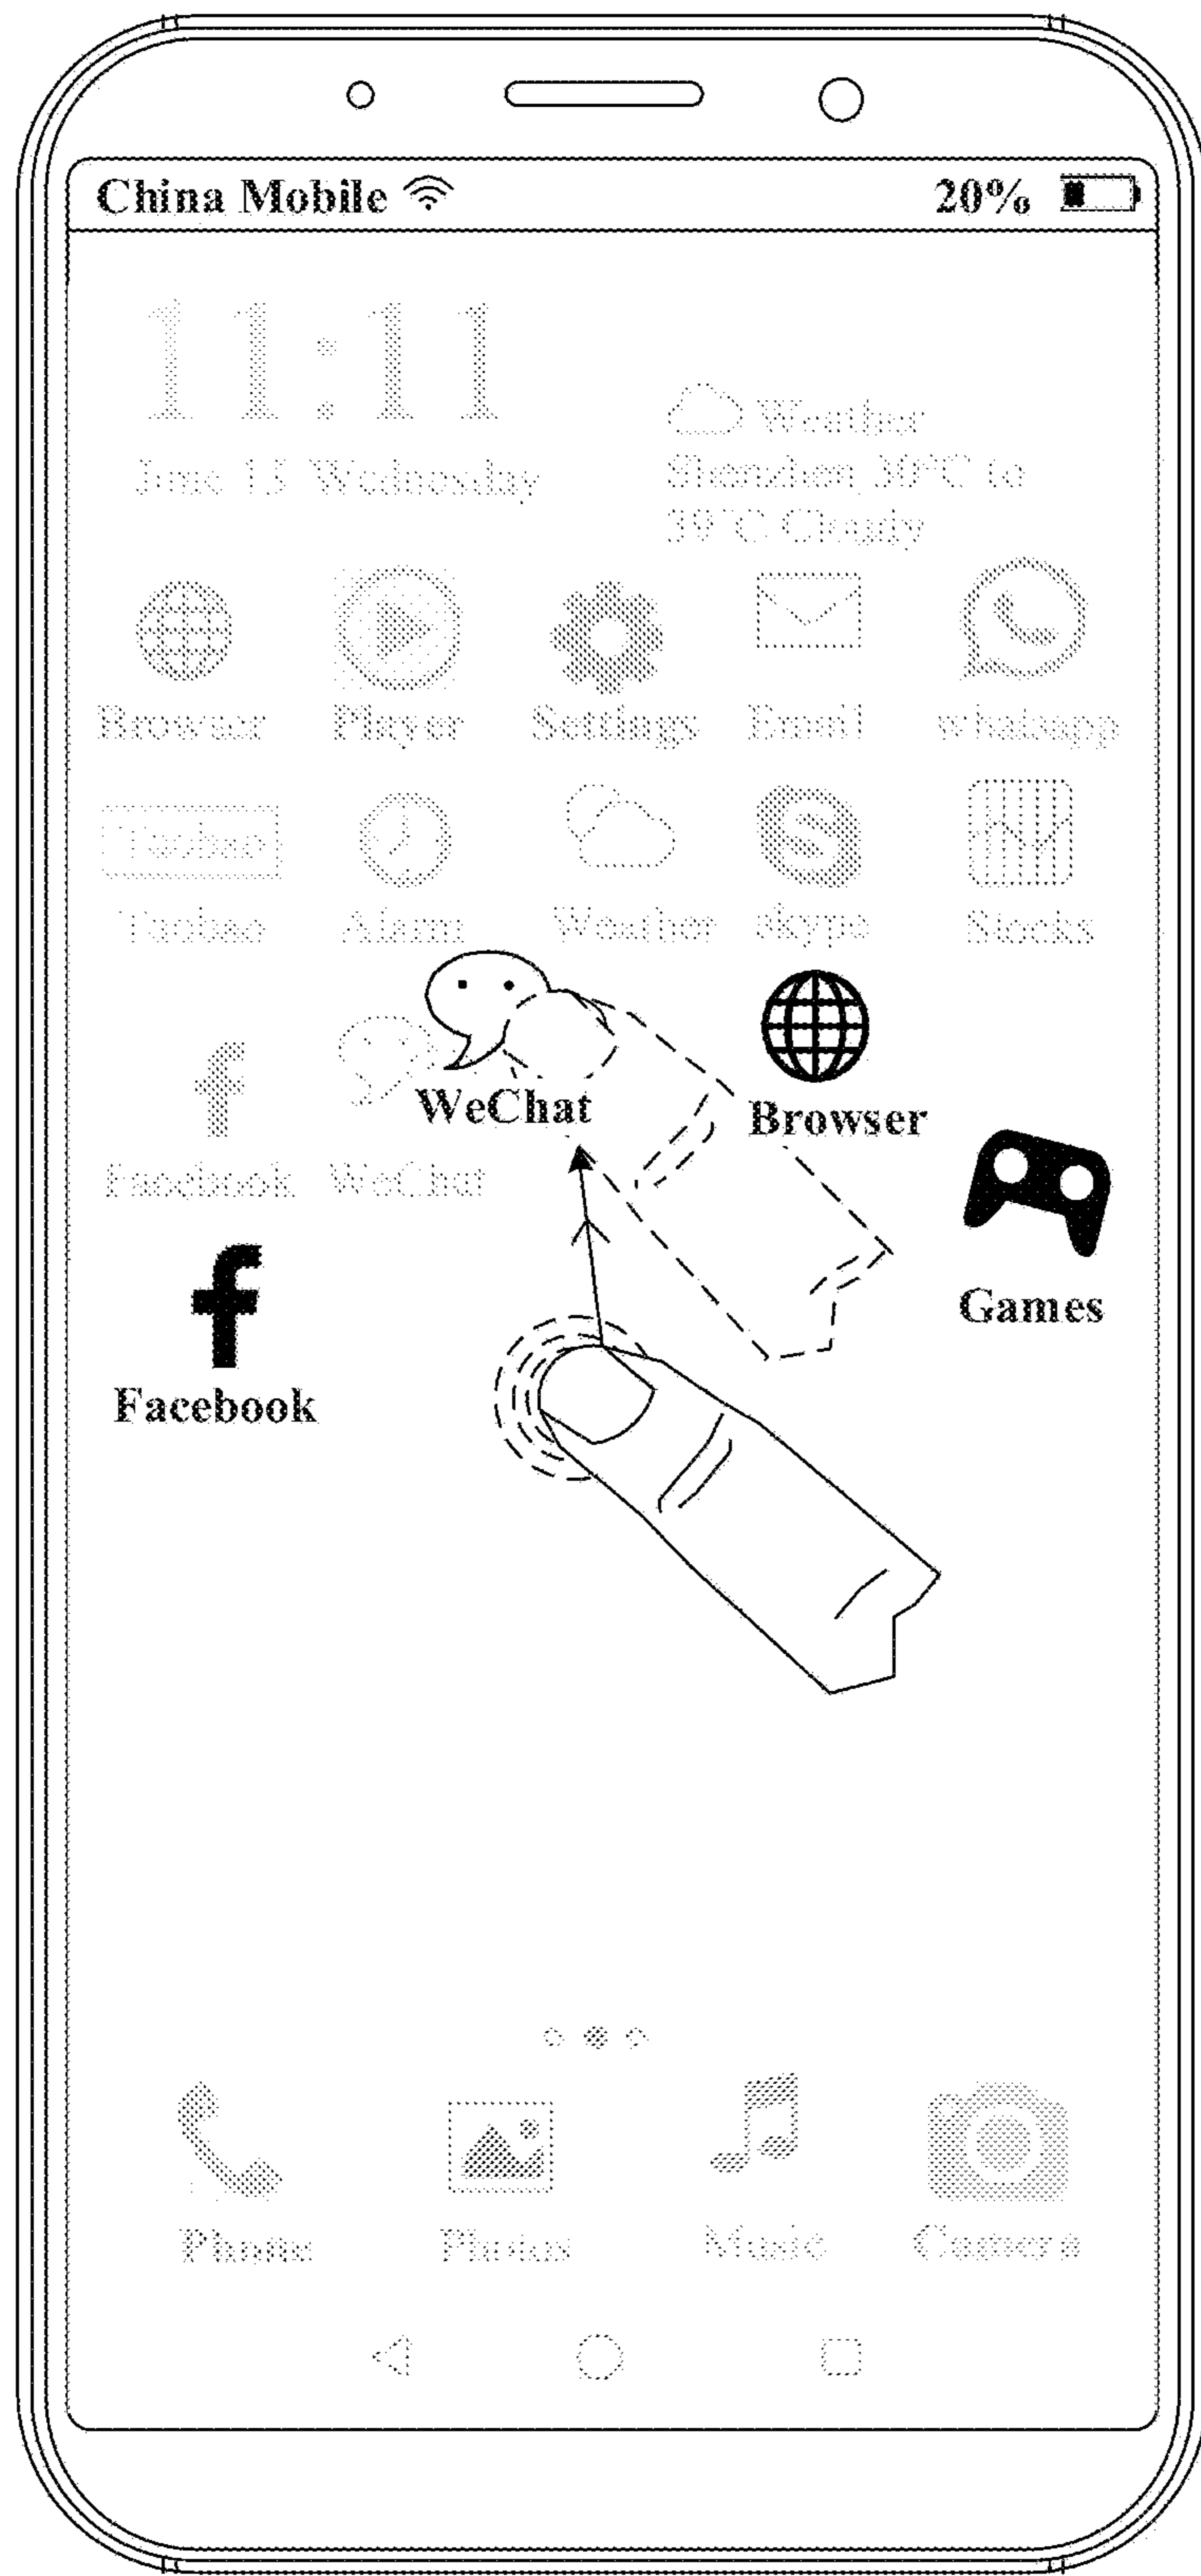 China Mobile 20%
11:11
June 15 Wednesday
Weather
Shenzhen 30°C to
39°C Cloudy
Browser Player Settings Email whatsapp
Taobao
Taobao Alarm Weather skype Stocks
WeChat Browser
Facebook WeChat
Games
Facebook
Phone Photos Music Camera